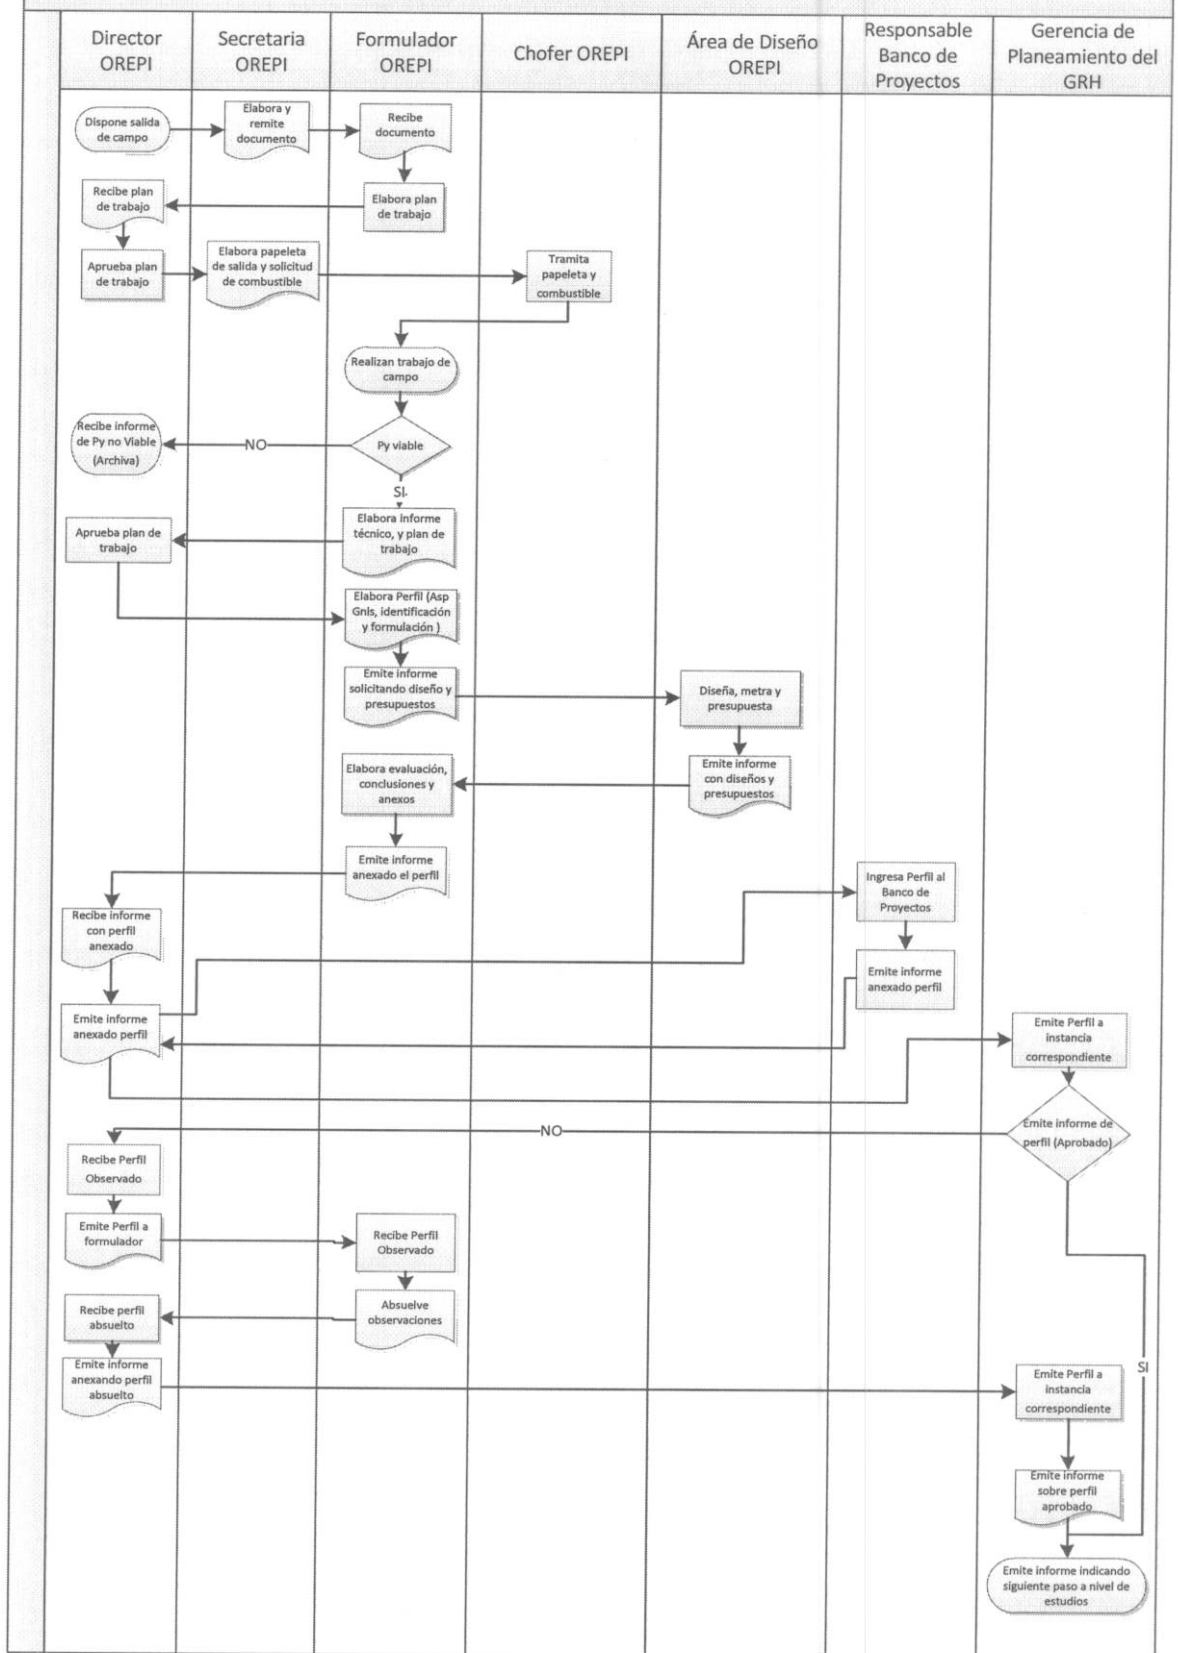 Director
OREPI
Secretaria
OREPI
Formulador
OREPI
Chofer OREPI
Área de Diseño
OREPI
Responsable
Banco de
Proyectos
Gerencia de
Planeamiento del
GRH
Dispone salida
de campo
Elabora y
remite
documento
Recibe
documento
Recibe plan
de trabajo
Elabora plan
de trabajo
Aprueba plan
de trabajo
Elabora papeleta
de salida y solicitud
de combustible
Tramita
papeleta y
combustible
Realizan trabajo de
campo
Recibe informe
de Py no Viable
(Archiva)
NO
Py viable
SI
Aprueba plan de
trabajo
Elabora informe
técnico, y plan de
trabajo
Elabora Perfil (Asp
Gnls, identificación
y formulación )
Emite informe
solicitando diseño y
presupuestos
Diseña, metra y
presupuesta
Elabora evaluación,
conclusiones y
anexos
Emite informe
con diseños y
presupuestos
Emite informe
anexado el perfil
Ingresa Perfil al
Banco de
Proyectos
Recibe informe
con perfil
anexado
Emite informe
anexado perfil
Emite informe
anexado perfil
Emite Perfil a
instancia
correspondiente
NO
Emite informe de
perfil (Aprobado)
Recibe Perfil
Observado
Emite Perfil a
formulador
Recibe Perfil
Observado
Recibe perfil
absuelto
Absuelve
observaciones
Emite informe
anexando perfil
absuelto
SI
Emite Perfil a
instancia
correspondiente
Emite informe
sobre perfil
aprobado
Emite informe indicando
siguiente paso a nivel de
estudios